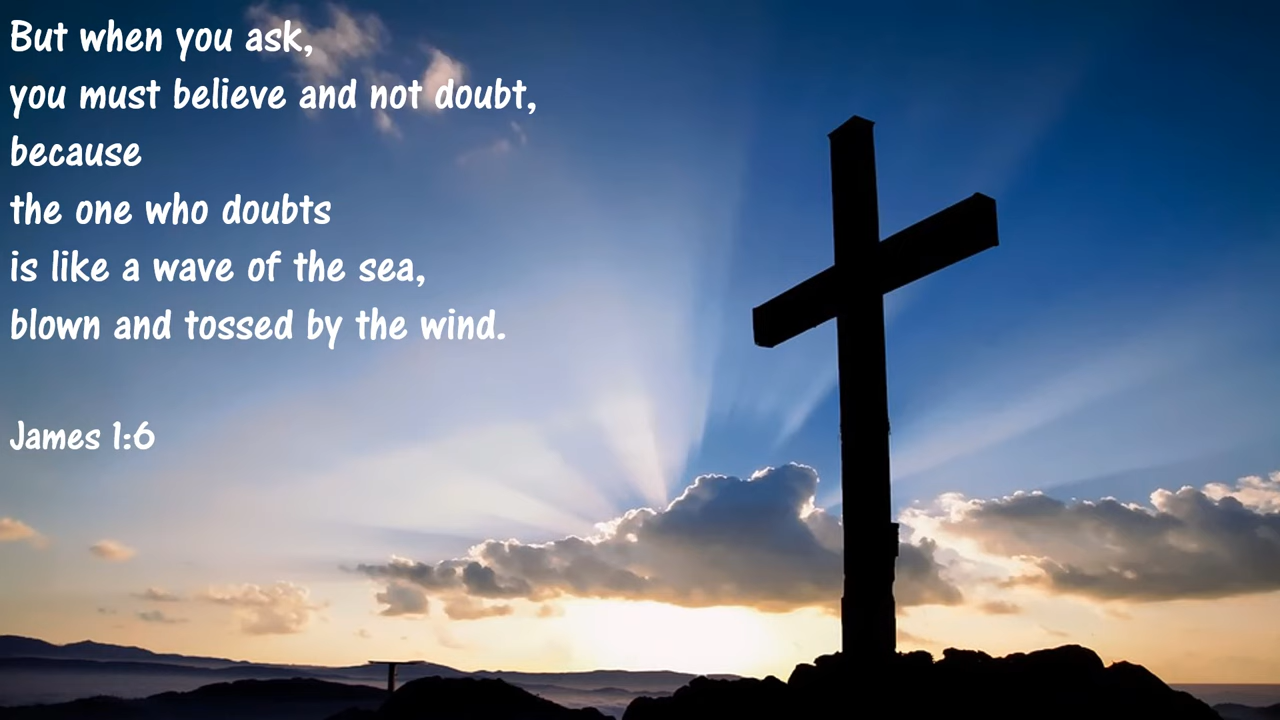 But when you ask,
you must believe and not doubt,
because
the one who doubts
is like a wave of the sea,
blown and tossed by the wind.
James 1:6